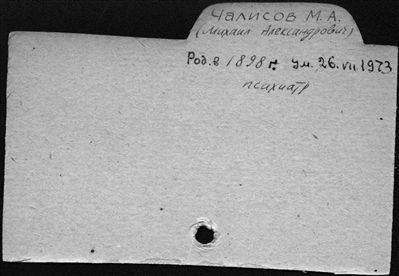 Чалисов М.А.
(Михаил Александрович)
Род. в 1898 г. ум. 26.VII.1973
психиатр